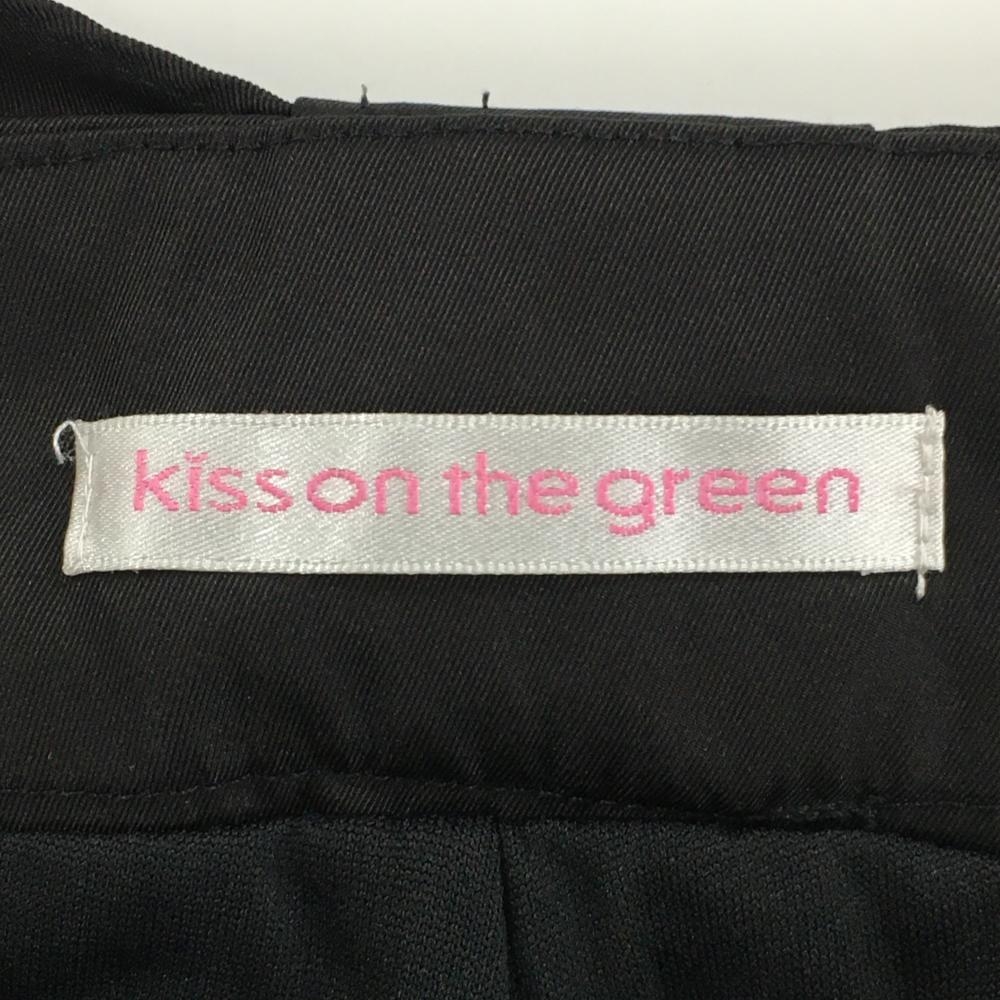 kiss on the green